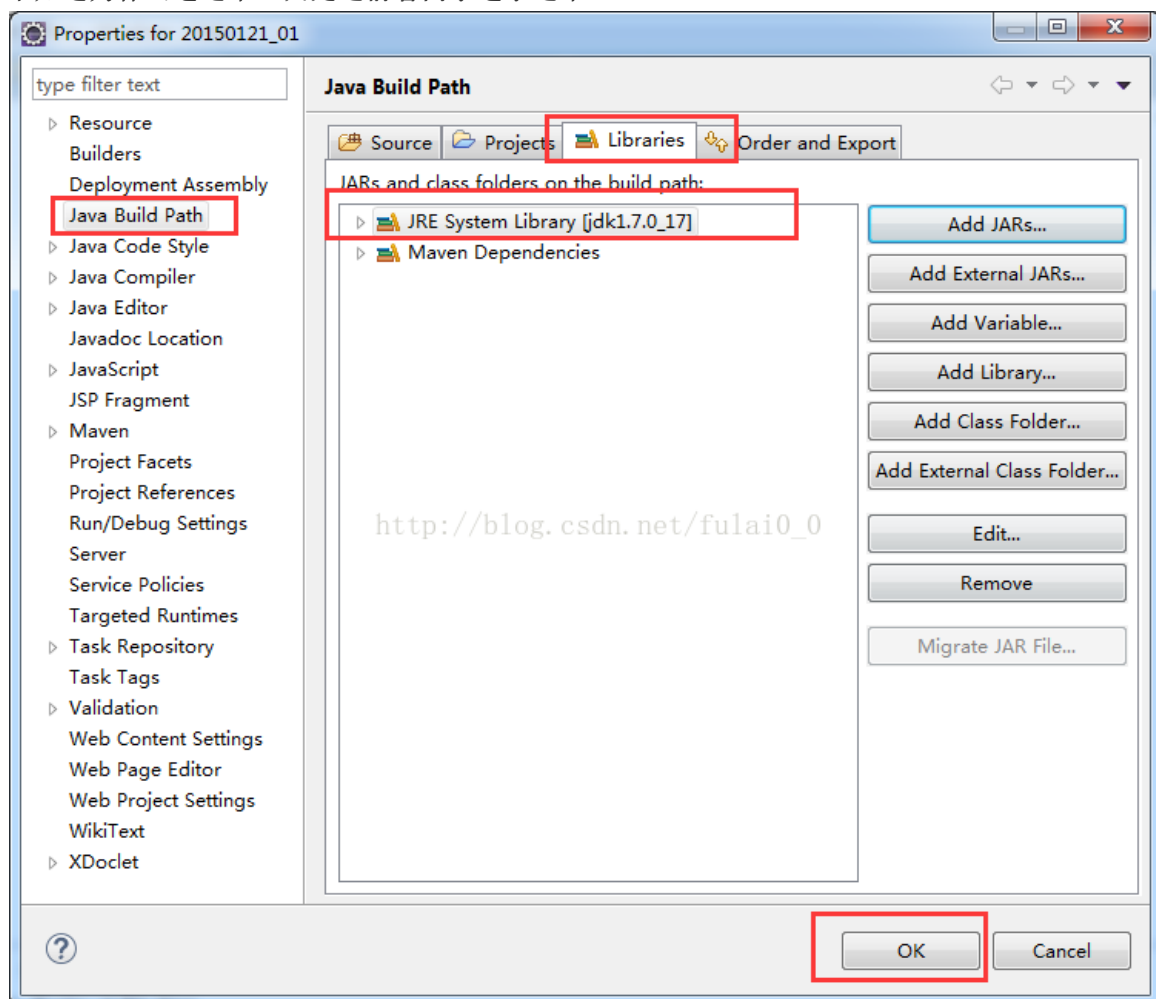 Properties for 20150121_01
type filter text
Java Build Path
Resource
Builders
Deployment Assembly
Java Build Path
Java Code Style
Java Compiler
Java Editor
Javadoc Location
JavaScript
JSP Fragment
Maven
Project Facets
Project References
Run/Debug Settings
Server
Service Policies
Targeted Runtimes
Task Repository
Task Tags
Validation
Web Content Settings
Web Page Editor
Web Project Settings
WikiText
XDoclet
Source Projects Libraries Order and Export
JARs and class folders on the build path:
JRE System Library [jdk1.7.0_17]
Maven Dependencies
Add JARs...
Add External JARs...
Add Variable...
Add Library...
Add Class Folder...
Add External Class Folder...
Edit...
Remove
Migrate JAR File...
http://blog.csdn.net/fulai0_0
OK Cancel